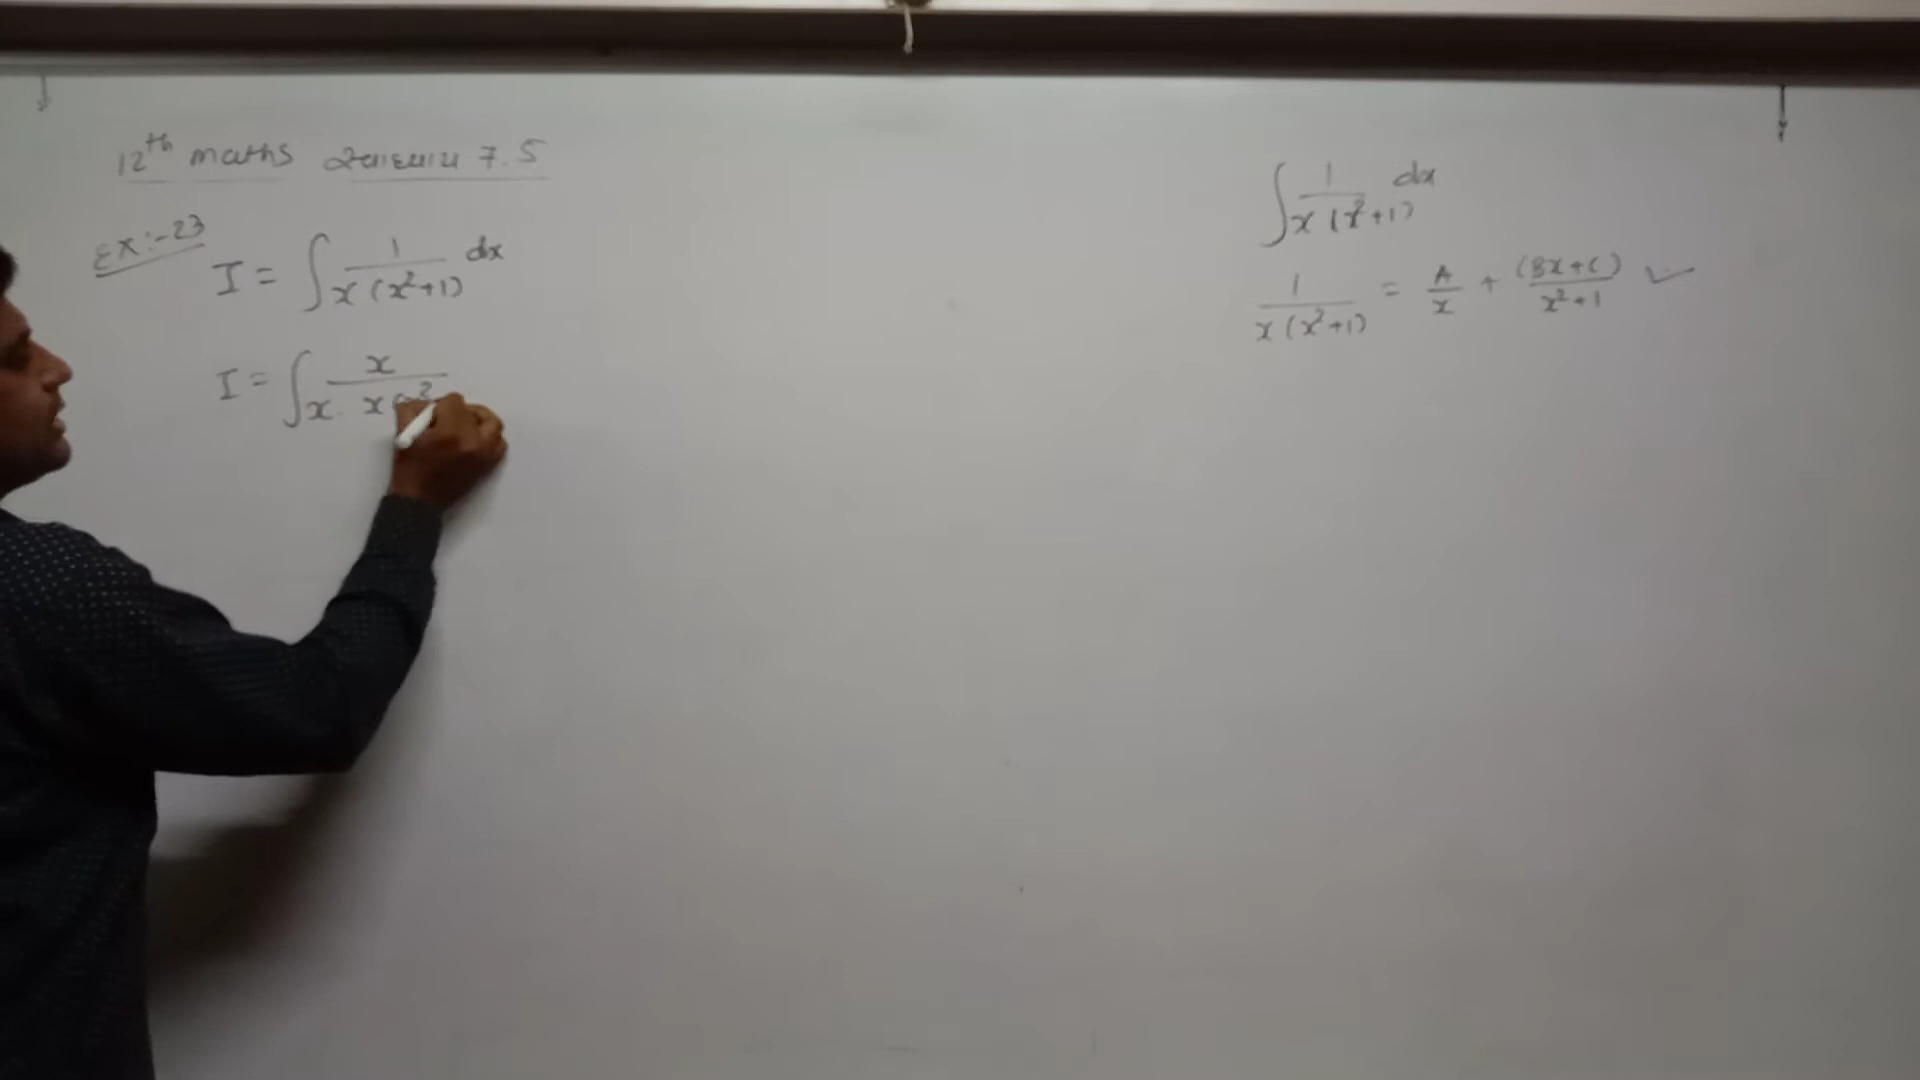 12th maths સ્વાધ્યાય 7.5
Ex:-23
I = ∫ 1/(x (x²+1)) dx
I = ∫ x/(x. x(x²
∫ 1/(x (x²+1)) dx
1/(x (x²+1)) = A/x + (Bx+C)/(x²+1) ✓